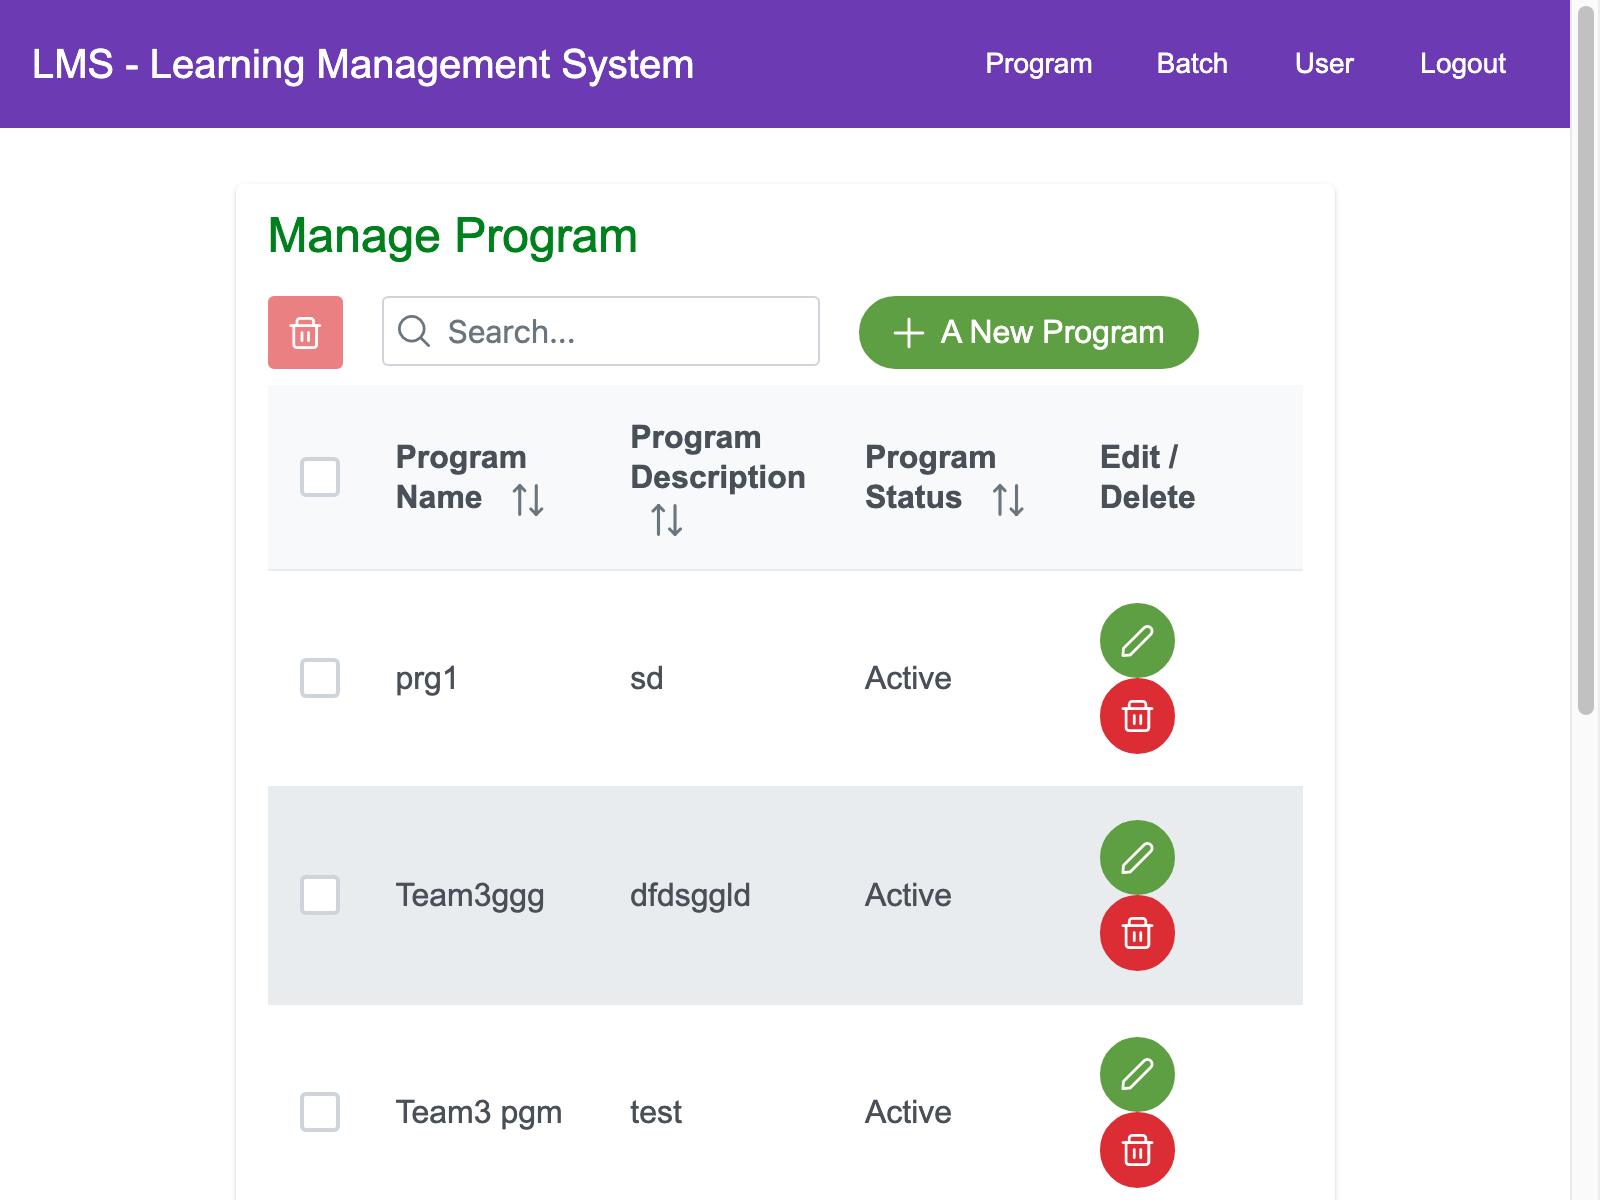 LMS - Learning Management System
Program Batch User Logout
Manage Program
Search...
A New Program
Program Name
Program Description
Program Status
Edit / Delete
prg1 sd Active
Team3ggg dfdsggld Active
Team3 pgm test Active